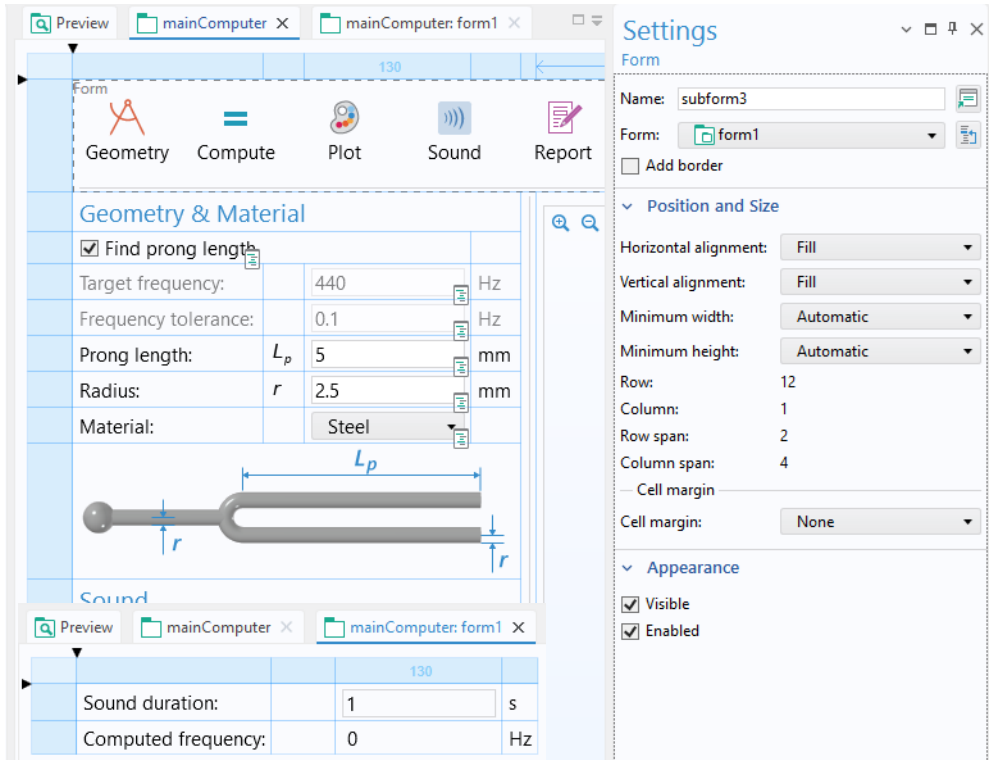 Preview mainComputer mainComputer: form1
130
Form
Geometry Compute Plot Sound Report
Geometry & Material
Find prong length
Target frequency: 440 Hz
Frequency tolerance: 0.1 Hz
Prong length: Lp 5 mm
Radius: r 2.5 mm
Material: Steel
Lp
r
r
Sound
Preview mainComputer mainComputer: form1
130
Sound duration: 1 s
Computed frequency: 0 Hz
Settings
Form
Name: subform3
Form: form1
Add border
Position and Size
Horizontal alignment: Fill
Vertical alignment: Fill
Minimum width: Automatic
Minimum height: Automatic
Row: 12
Column: 1
Row span: 2
Column span: 4
Cell margin
Cell margin: None
Appearance
Visible
Enabled